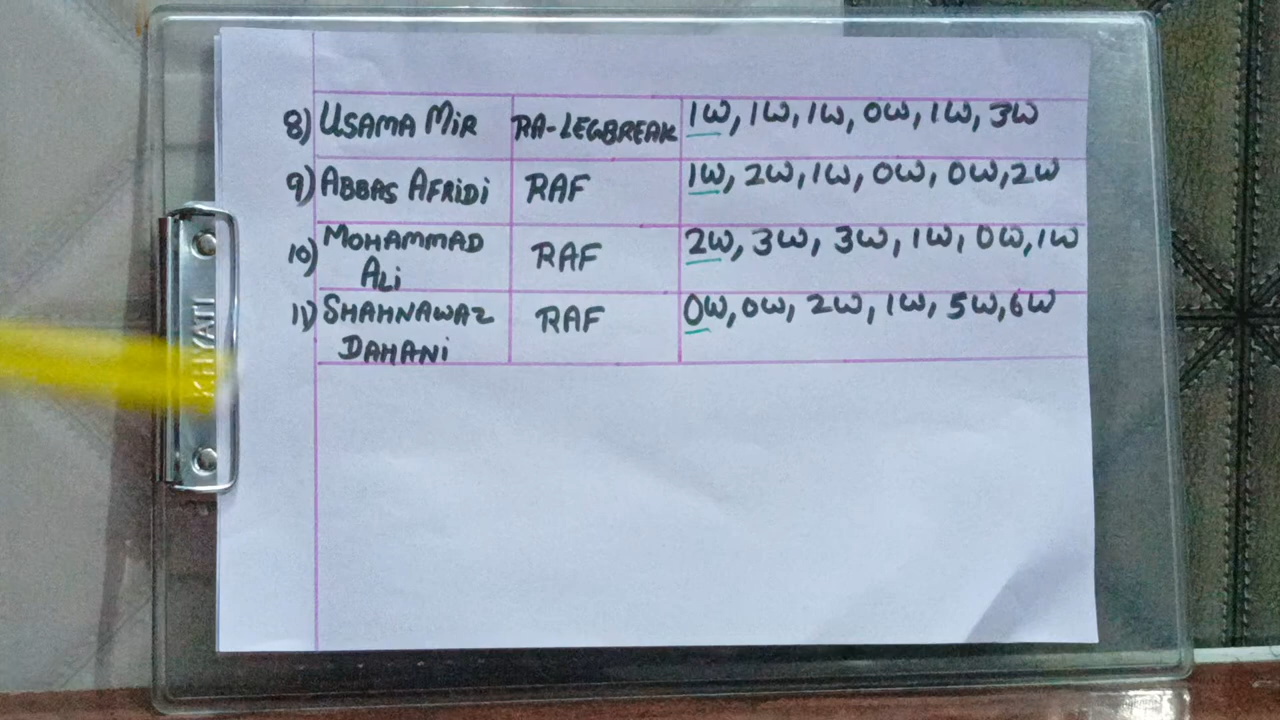 8) USAMA MIR RA-LEGBREAK 1W, 1W, 1W, 0W, 1W, 3W
9) ABBAS AFRIDI RAF 1W, 2W, 1W, 0W, 0W, 2W
10) MOHAMMAD ALI RAF 2W, 3W, 3W, 1W, 0W, 1W
11) SHAHNAWAZ DAHANI RAF 0W, 0W, 2W, 1W, 5W, 6W
KHYATI